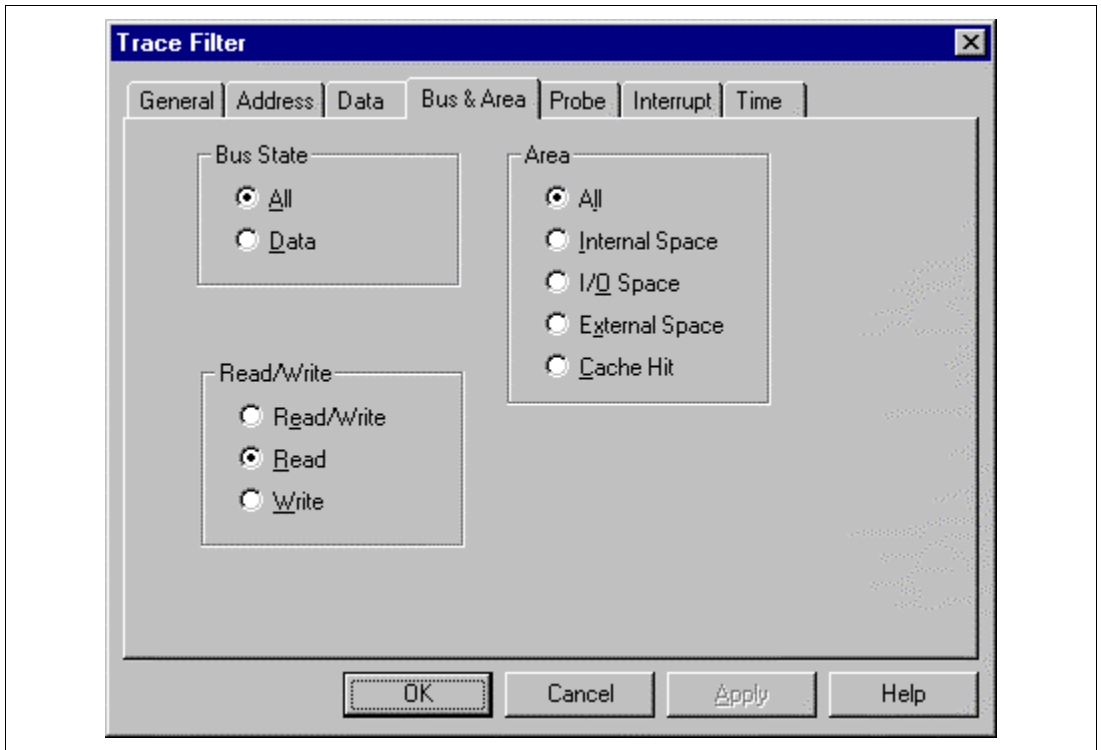 Trace Filter
General Address Data Bus & Area Probe Interrupt Time
Bus State
All
Data
Area
All
Internal Space
I/O Space
External Space
Cache Hit
Read/Write
Read/Write
Read
Write
OK Cancel Apply Help